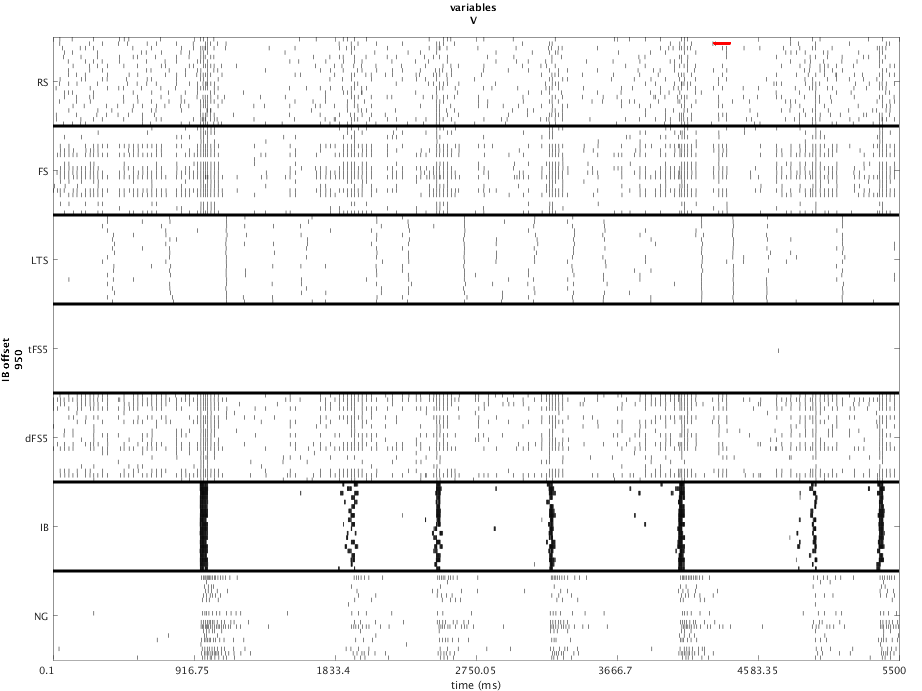 variables
V
RS
FS
LTS
tFS5
dFS5
IB
NG
IB offset
950
0.1
916.75
1833.4
2750.05
3666.7
4583.35
5500
time (ms)